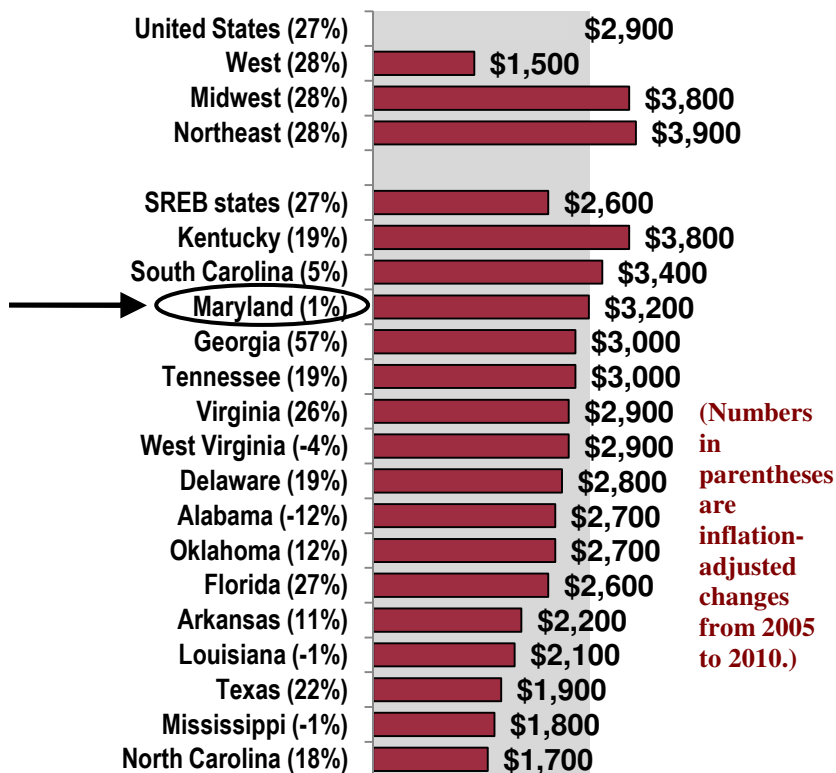 United States (27%) $2,900
West (28%) $1,500
Midwest (28%) $3,800
Northeast (28%) $3,900
SREB states (27%) $2,600
Kentucky (19%) $3,800
South Carolina (5%) $3,400
Maryland (1%) $3,200
Georgia (57%) $3,000
Tennessee (19%) $3,000
Virginia (26%) $2,900
West Virginia (-4%) $2,900
Delaware (19%) $2,800
Alabama (-12%) $2,700
Oklahoma (12%) $2,700
Florida (27%) $2,600
Arkansas (11%) $2,200
Louisiana (-1%) $2,100
Texas (22%) $1,900
Mississippi (-1%) $1,800
North Carolina (18%) $1,700
(Numbers
in
parentheses
are
inflation-
adjusted
changes
from 2005
to 2010.)